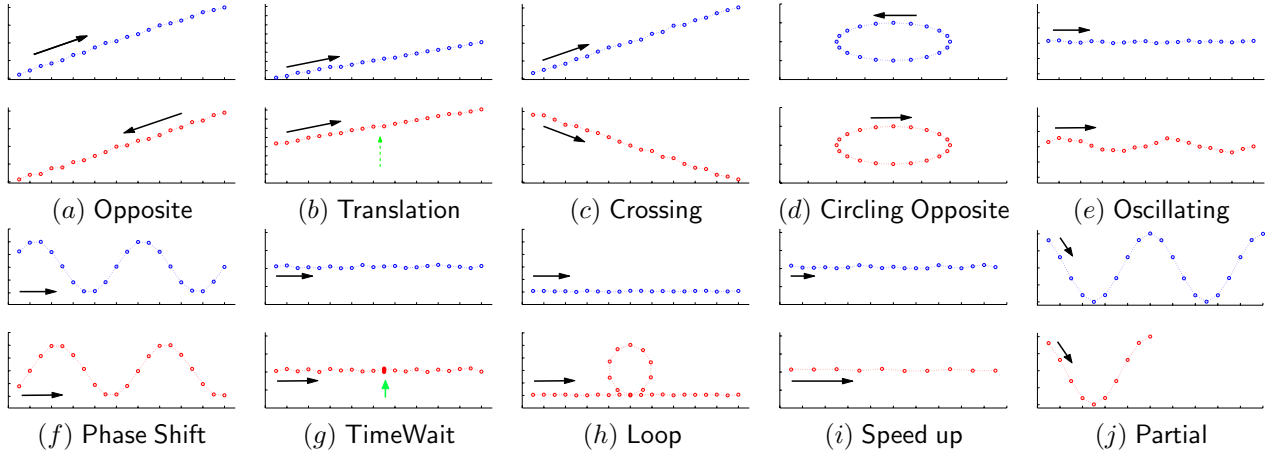 (a) Opposite
(b) Translation
(c) Crossing
(d) Circling Opposite
(e) Oscillating
(f) Phase Shift
(g) TimeWait
(h) Loop
(i) Speed up
(j) Partial